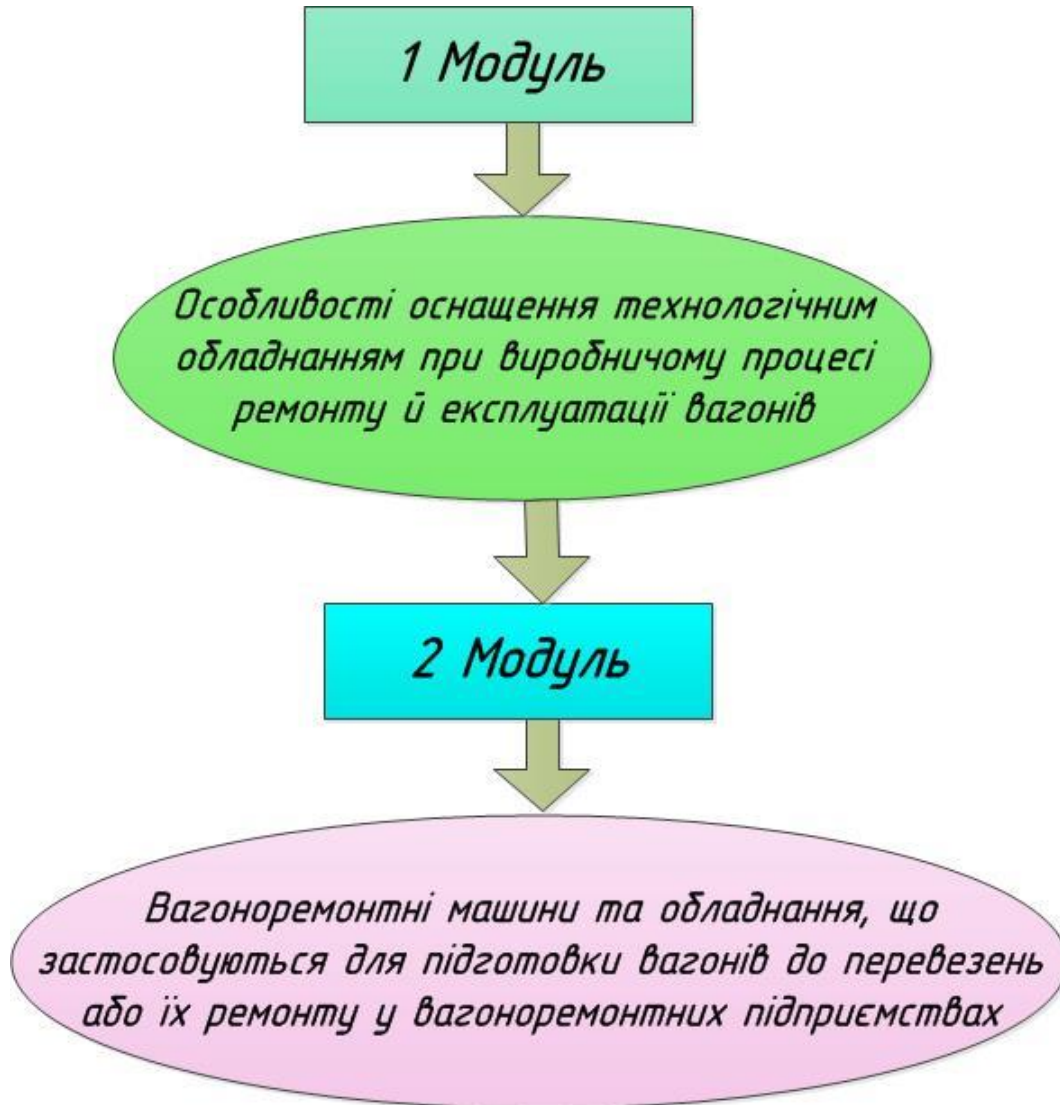 1 Модуль
Особливості оснащення технологічним
обладнанням при виробничому процесі
ремонту й експлуатації вагонів
2 Модуль
Вагоноремонтні машини та обладнання, що
застосовуються для підготовки вагонів до перевезень
або їх ремонту у вагоноремонтних підприємствах